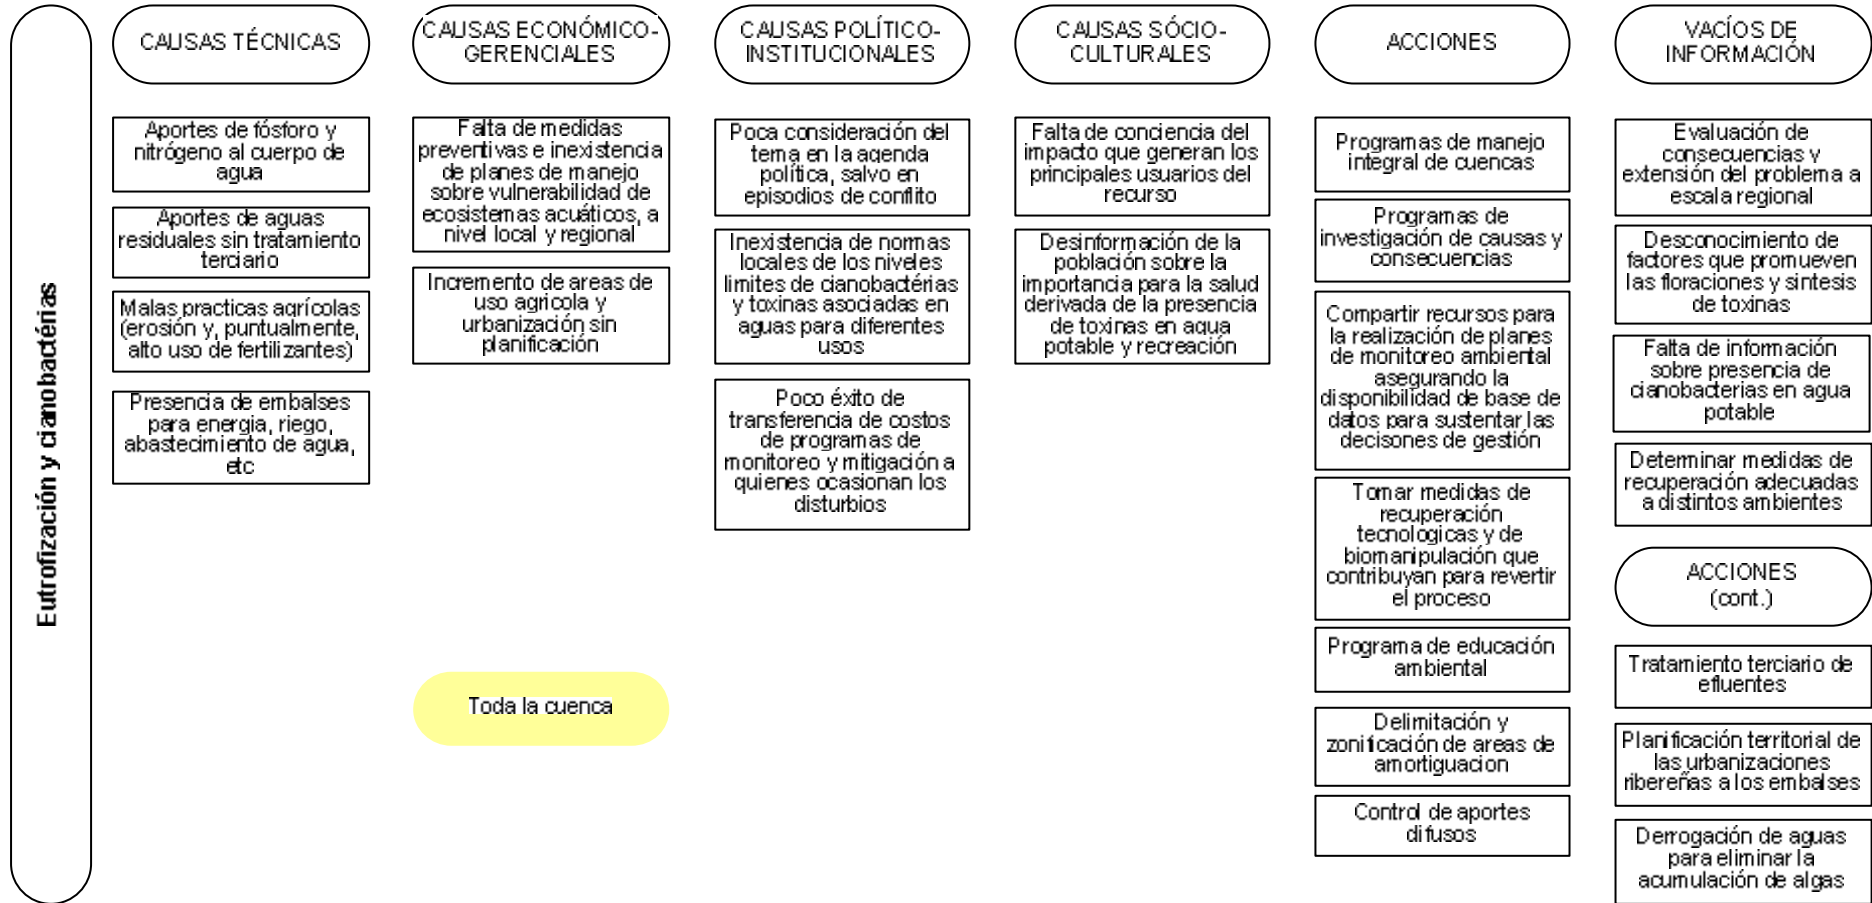 Eutrofización y cianobactérias
CAUSAS TÉCNICAS
Aportes de fósforo y
nitrógeno al cuerpo de
agua
Aportes de aguas
residuales sin tratamiento
terciario
Malas practicas agrícolas
(erosión y, puntualmente,
alto uso de fertilizantes)
Presencia de embalses
para energia, riego,
abastecimiento de agua,
etc
CAUSAS ECONÓMICO-
GERENCIALES
Falta de medidas
preventivas e inexistencia
de planes de manejo
sobre vulnerabilidad de
ecosistemas acuáticos, a
nivel local y regional
Incremento de areas de
uso agricola y
urbanización sin
planificación
Toda la cuenca
CAUSAS POLÍTICO-
INSTITUCIONALES
Poca consideración del
tema en la agenda
política, salvo en
episodios de conflito
Inexistencia de normas
locales de los niveles
limites de cianobactérias
y toxinas asociadas en
aguas para diferentes
usos
Poco éxito de
transferencia de costos
de programas de
monitoreo y mitigación a
quienes ocasionan los
disturbios
CAUSAS SÓCIO-
CULTURALES
Falta de conciencia del
impacto que generan los
principales usuarios del
recurso
Desinformación de la
población sobre la
importancia para la salud
derivada de la presencia
de toxinas en agua
potable y recreación
ACCIONES
Programas de manejo
integral de cuencas
Programas de
investigación de causas y
consecuencias
Compartir recursos para
la realización de planes
de monitoreo ambiental
asegurando la
disponibilidad de base de
datos para sustentar las
decisones de gestión
Tomar medidas de
recuperación
tecnologicas y de
biomanipulación que
contribuyan para revertir
el proceso
Programa de educación
ambiental
Delimitación y
zonificación de areas de
amortiguacion
Control de aportes
difusos
VACÍOS DE
INFORMACIÓN
Evaluación de
consecuencias y
extensión del problema a
escala regional
Desconocimiento de
factores que promueven
las floraciones y sintesis
de toxinas
Falta de información
sobre presencia de
cianobacterias en agua
potable
Determinar medidas de
recuperación adecuadas
a distintos ambientes
ACCIONES
(cont.)
Tratamiento terciario de
efluentes
Planificación territorial de
las urbanizaciones
ribereñas a los embalses
Derrogación de aguas
para eliminar la
acumulación de algas